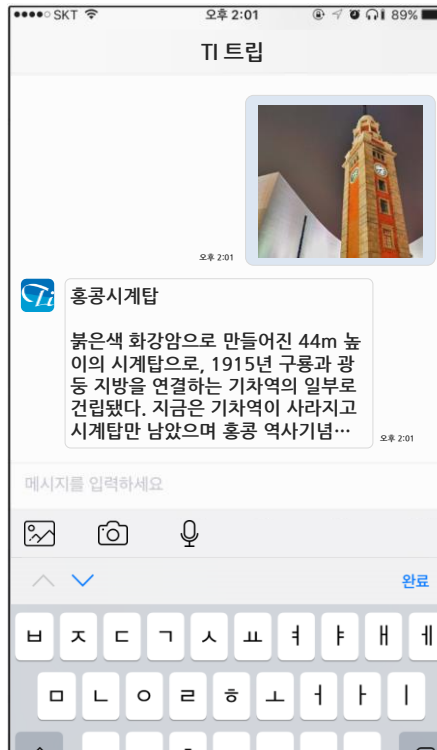 SKT 오후 2:01 89%
TI 트립
오후 2:01
Ti
홍콩시계탑
붉은색 화강암으로 만들어진 44m 높
이의 시계탑으로, 1915년 구룡과 광
둥 지방을 연결하는 기차역의 일부로
건립됐다. 지금은 기차역이 사라지고
시계탑만 남았으며 홍콩 역사기념…
오후 2:01
메시지를 입력하세요
완료
ㅂ ㅈ ㄷ ㄱ ㅅ ㅛ ㅕ ㅑ ㅐ ㅔ
ㅁ ㄴ ㅇ ㄹ ㅎ ㅗ ㅓ ㅏ ㅣ